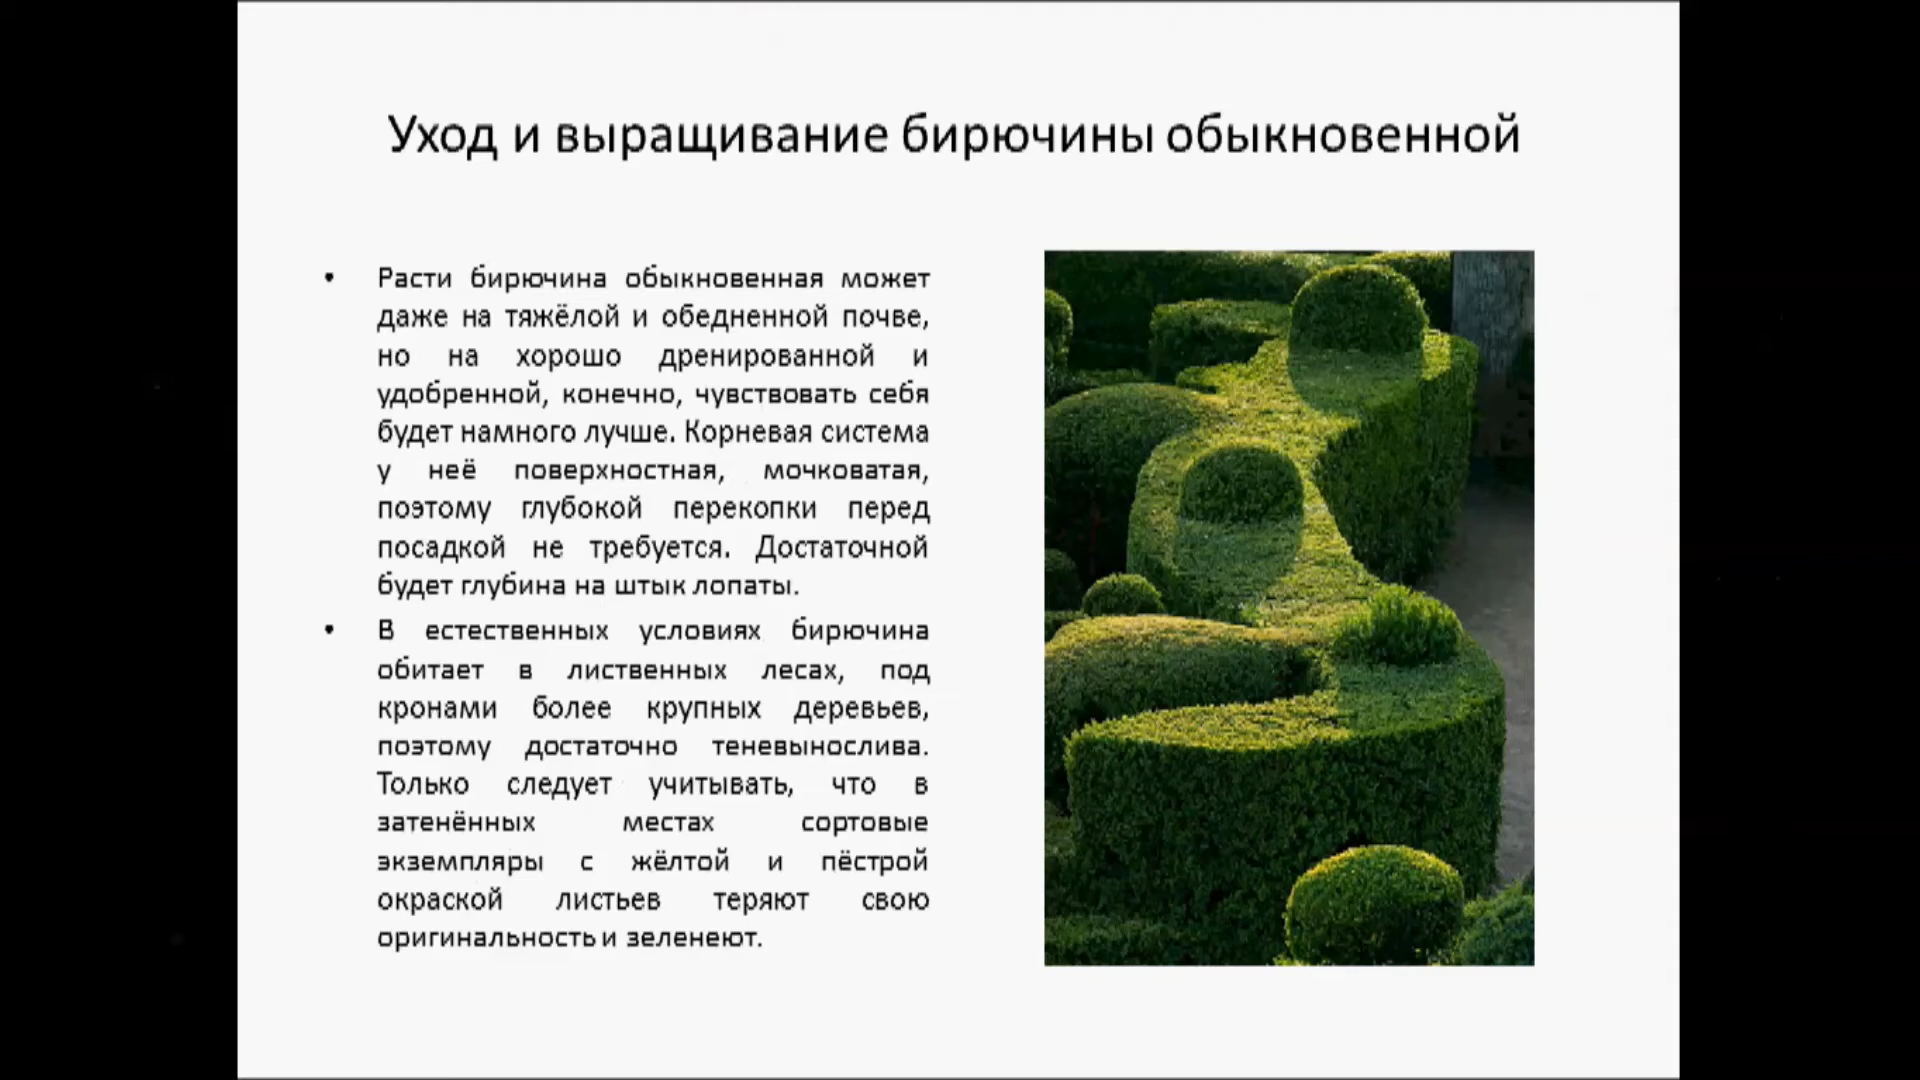 Уход и выращивание бирючины обыкновенной
• Расти бирючина обыкновенная может
даже на тяжёлой и обедненной почве,
но на хорошо дренированной и
удобренной, конечно, чувствовать себя
будет намного лучше. Корневая система
у неё поверхностная, мочковатая,
поэтому глубокой перекопки перед
посадкой не требуется. Достаточной
будет глубина на штык лопаты.
• В естественных условиях бирючина
обитает в лиственных лесах, под
кронами более крупных деревьев,
поэтому достаточно теневынослива.
Только следует учитывать, что в
затенённых местах сортовые
экземпляры с жёлтой и пёстрой
окраской листьев теряют свою
оригинальность и зеленеют.